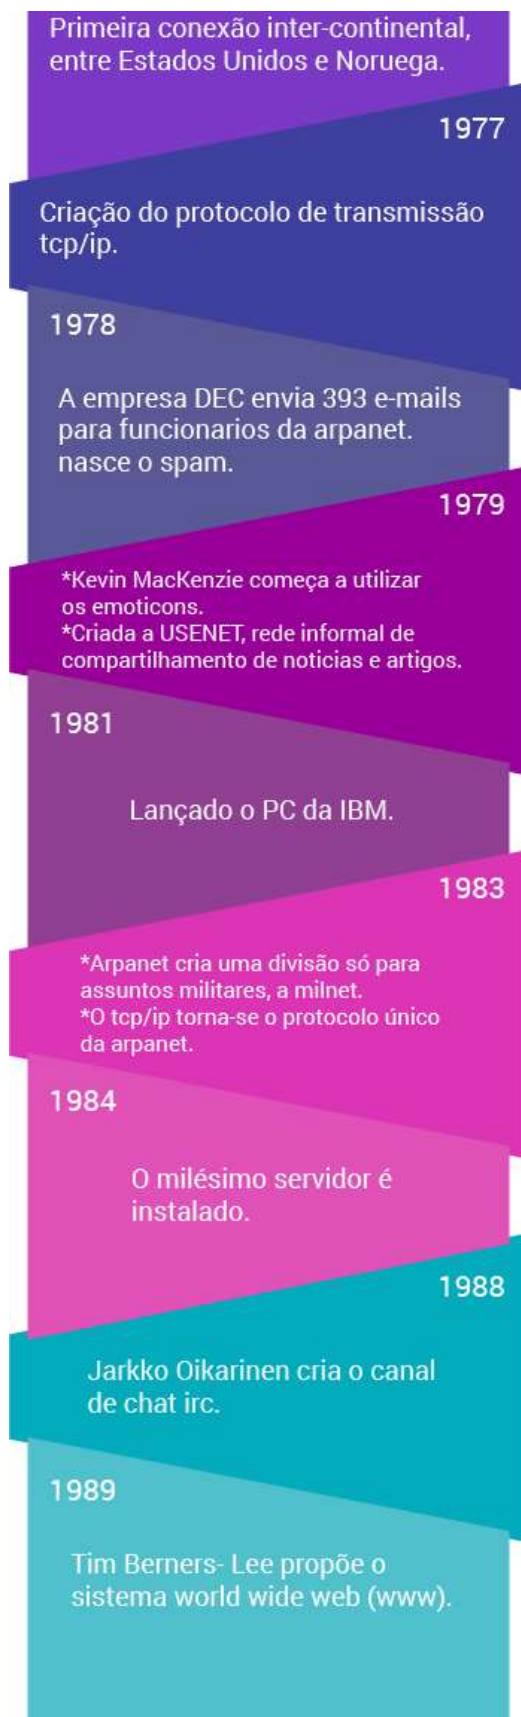 Primeira conexão inter-continental,
entre Estados Unidos e Noruega.
1977
Criação do protocolo de transmissão
tcp/ip.
1978
A empresa DEC envia 393 e-mails
para funcionarios da arpanet.
nasce o spam.
1979
*Kevin MacKenzie começa a utilizar
os emoticons.
*Criada a USENET, rede informal de
compartilhamento de noticias e artigos.
1981
Lançado o PC da IBM.
1983
*Arpanet cria uma divisão só para
assuntos militares, a milnet.
*O tcp/ip torna-se o protocolo único
da arpanet.
1984
O milésimo servidor é
instalado.
1988
Jarkko Oikarinen cria o canal
de chat irc.
1989
Tim Berners- Lee propõe o
sistema world wide web (www).